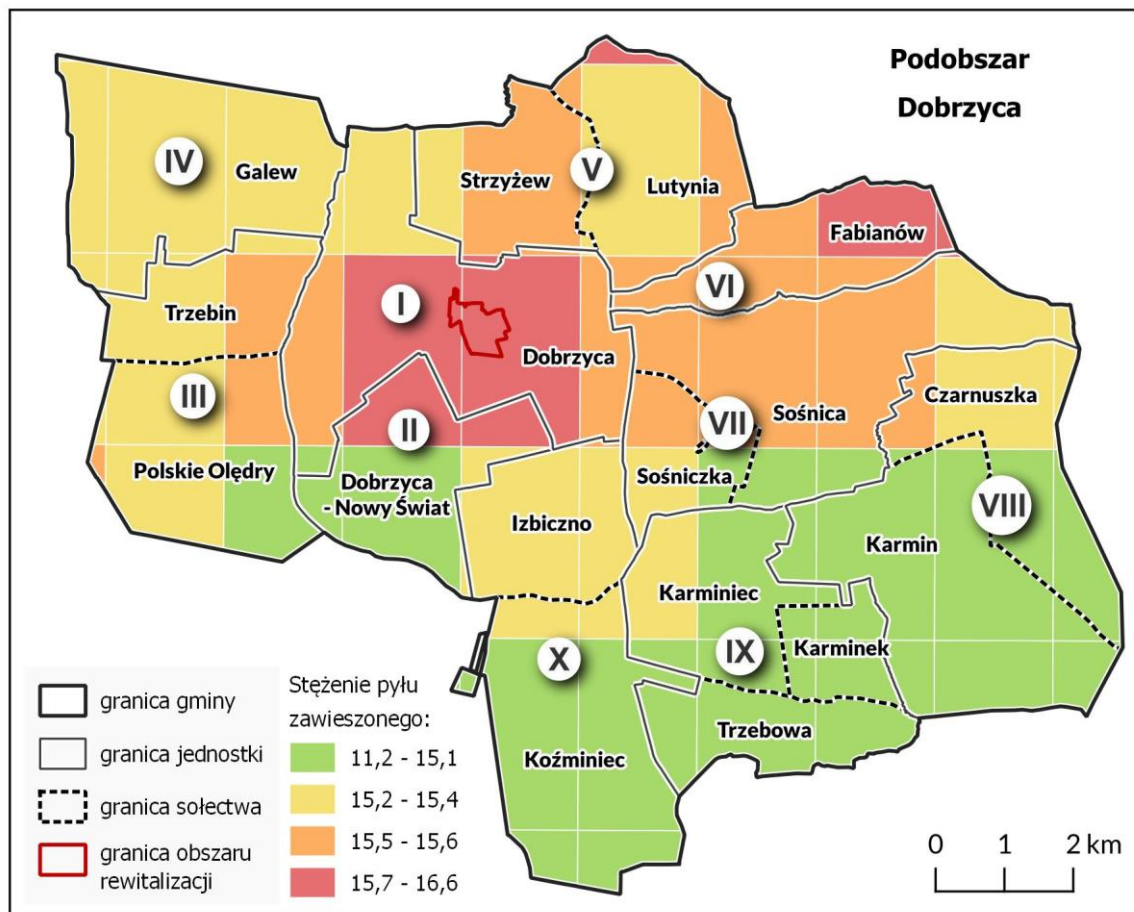 Podobszar
Dobrzyca
IV
Galew
Strzyżew
V
Lutynia
Fabianów
VI
I
Trzebin
Dobrzyca
III
II
VII
Sośnica
Czarnuszka
Polskie Olędry
Dobrzyca
- Nowy Świat
Sośniczka
Izbiczno
VIII
Karmin
Karminiec
IX
Karminek
X
Trzebowa
Koźminiec
granica gminy
granica jednostki
granica sołectwa
granica obszaru
rewitalizacji
Stężenie pyłu
zawieszonego:
11,2 - 15,1
15,2 - 15,4
15,5 - 15,6
15,7 - 16,6
0 1 2 km